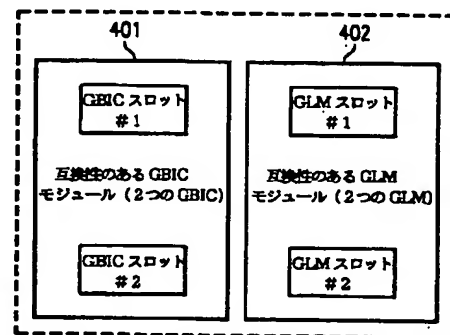 401
402
GBIC スロット
#1
GLM スロット
#1
互換性のある GBIC
モジュール (2つの GBIC)
互換性のある GLM
モジュール (2つの GLM)
GBIC スロット
#2
GLM スロット
#2